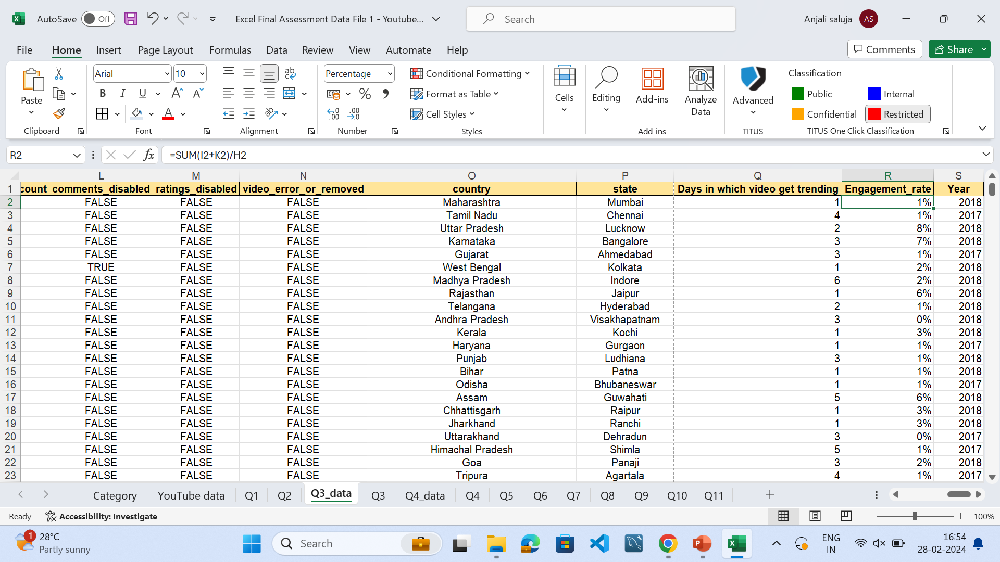 AutoSave Off Excel Final Assessment Data File 1 - Youtube... Search Anjali saluja AS
File Home Insert Page Layout Formulas Data Review View Automate Help Comments Share
Paste Arial 10 Percentage Conditional Formatting Cells Editing Add-ins Analyze Data Advanced Classification
B I U % Format as Table Public Internal
Cell Styles Confidential Restricted
Clipboard Font Alignment Number Styles Add-ins TITUS TITUS One Click Classification
R2 fx =SUM(I2+K2)/H2
L M N O P Q R S
1 count comments_disabled ratings_disabled video_error_or_removed country state Days in which video get trending Engagement_rate Year
2 FALSE FALSE FALSE Maharashtra Mumbai 1 1% 2018
3 FALSE FALSE FALSE Tamil Nadu Chennai 4 1% 2017
4 FALSE FALSE FALSE Uttar Pradesh Lucknow 2 8% 2018
5 FALSE FALSE FALSE Karnataka Bangalore 3 7% 2018
6 FALSE FALSE FALSE Gujarat Ahmedabad 3 1% 2017
7 TRUE FALSE FALSE West Bengal Kolkata 1 2% 2018
8 FALSE FALSE FALSE Madhya Pradesh Indore 6 2% 2018
9 FALSE FALSE FALSE Rajasthan Jaipur 1 6% 2018
10 FALSE FALSE FALSE Telangana Hyderabad 2 1% 2018
11 FALSE FALSE FALSE Andhra Pradesh Visakhapatnam 3 0% 2018
12 FALSE FALSE FALSE Kerala Kochi 1 3% 2018
13 FALSE FALSE FALSE Haryana Gurgaon 1 1% 2017
14 FALSE FALSE FALSE Punjab Ludhiana 3 1% 2018
15 FALSE FALSE FALSE Bihar Patna 1 1% 2018
16 FALSE FALSE FALSE Odisha Bhubaneswar 1 1% 2017
17 FALSE FALSE FALSE Assam Guwahati 5 6% 2018
18 FALSE FALSE FALSE Chhattisgarh Raipur 1 3% 2018
19 FALSE FALSE FALSE Jharkhand Ranchi 1 3% 2018
20 FALSE FALSE FALSE Uttarakhand Dehradun 3 0% 2017
21 FALSE FALSE FALSE Himachal Pradesh Shimla 5 1% 2017
22 FALSE FALSE FALSE Goa Panaji 3 2% 2018
23 FALSE FALSE FALSE Tripura Agartala 4 1% 2017
Category YouTube data Q1 Q2 Q3_data Q3 Q4_data Q4 Q5 Q6 Q7 Q8 Q9 Q10 Q11
Ready Accessibility: Investigate 100%
1 28°C Search ENG 16:54
Partly sunny IN 28-02-2024